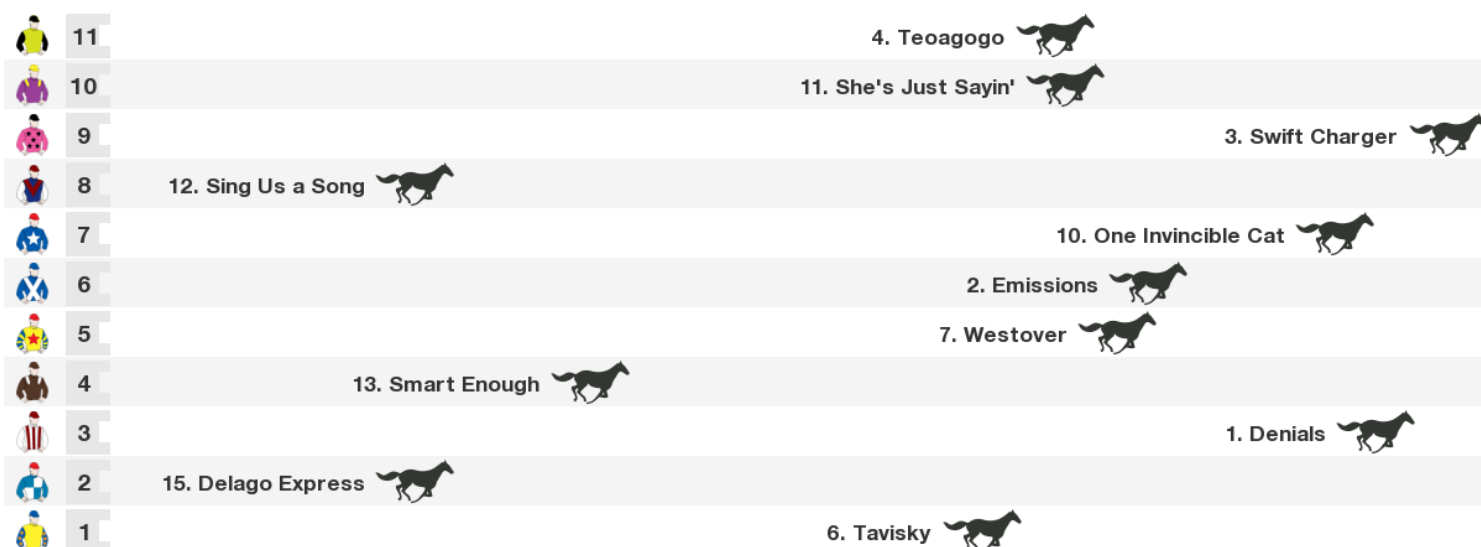 11 4. Teoagogo
10 11. She's Just Sayin'
9 3. Swift Charger
8 12. Sing Us a Song
7 10. One Invincible Cat
6 2. Emissions
5 7. Westover
4 13. Smart Enough
3 1. Denials
2 15. Delago Express
1 6. Tavisky